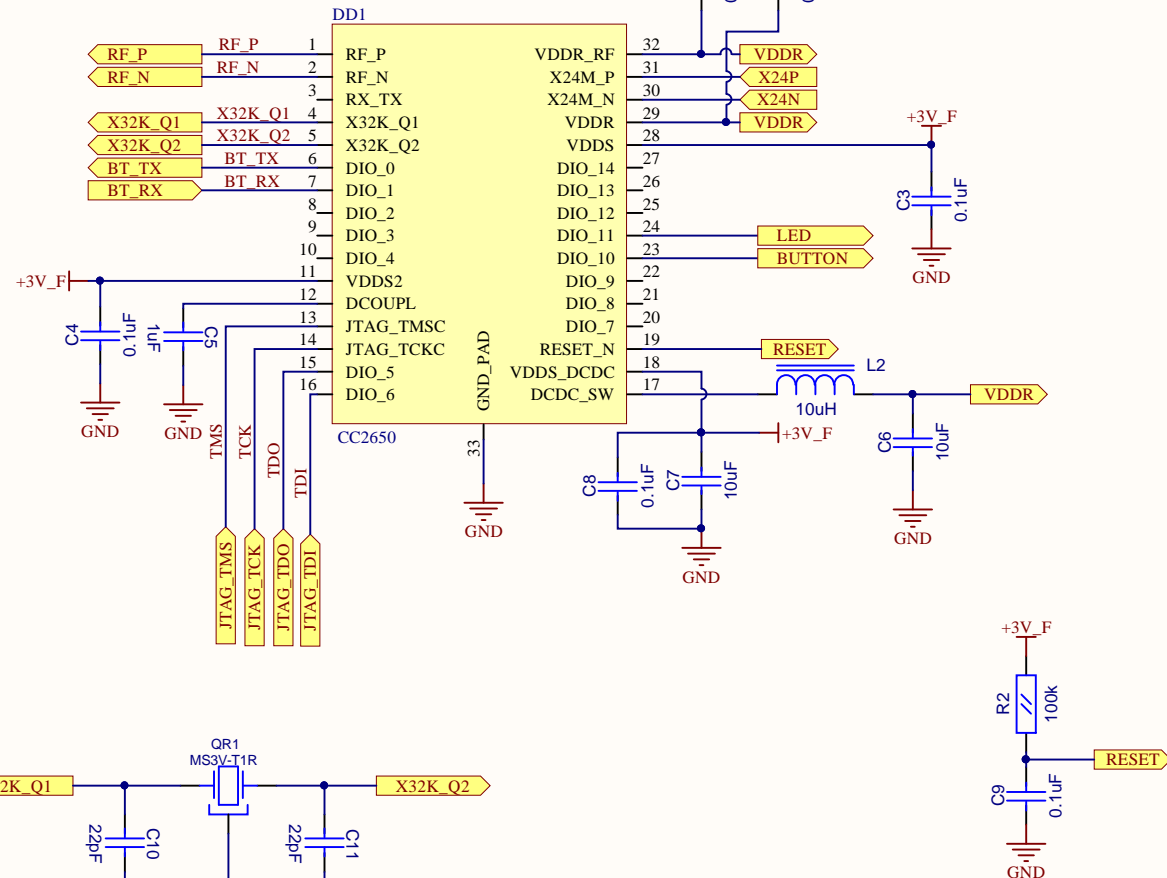 DD1
RF_P RF_P 1 RF_P VDDR_RF 32 VDDR
RF_N RF_N 2 RF_N X24M_P 31 X24P
3 RX_TX X24M_N 30 X24N
X32K_Q1 X32K_Q1 4 X32K_Q1 VDDR 29 VDDR
+3V_F
X32K_Q2 X32K_Q2 5 X32K_Q2 VDDS 28
BT_TX BT_TX 6 DIO_0 DIO_14 27
BT_RX BT_RX 7 DIO_1 DIO_13 26
C3 0.1uF
8 DIO_2 DIO_12 25
9 DIO_3 DIO_11 24 LED
10 DIO_4 DIO_10 23 BUTTON
GND
+3V_F 11 VDDS2 DIO_9 22
12 DCOUPL DIO_8 21
13 JTAG_TMSC DIO_7 20
C4 0.1uF 1uF C5
14 JTAG_TCKC RESET_N 19 RESET
15 DIO_5 VDDS_DCDC 18
L2
16 DIO_6 DCDC_SW 17 VDDR
GND_PAD
10uH
GND GND
CC2650
+3V_F
C6 10uF
TMS TCK TDO TDI
33
C8 0.1uF C7 10uF
GND
GND
GND
JTAG_TMS JTAG_TCK JTAG_TDO JTAG_TDI
+3V_F
R2 100k
QR1
MS3V-T1R
RESET
2K_Q1 X32K_Q2
C9 0.1uF
22pF C10 22pF C11
GND